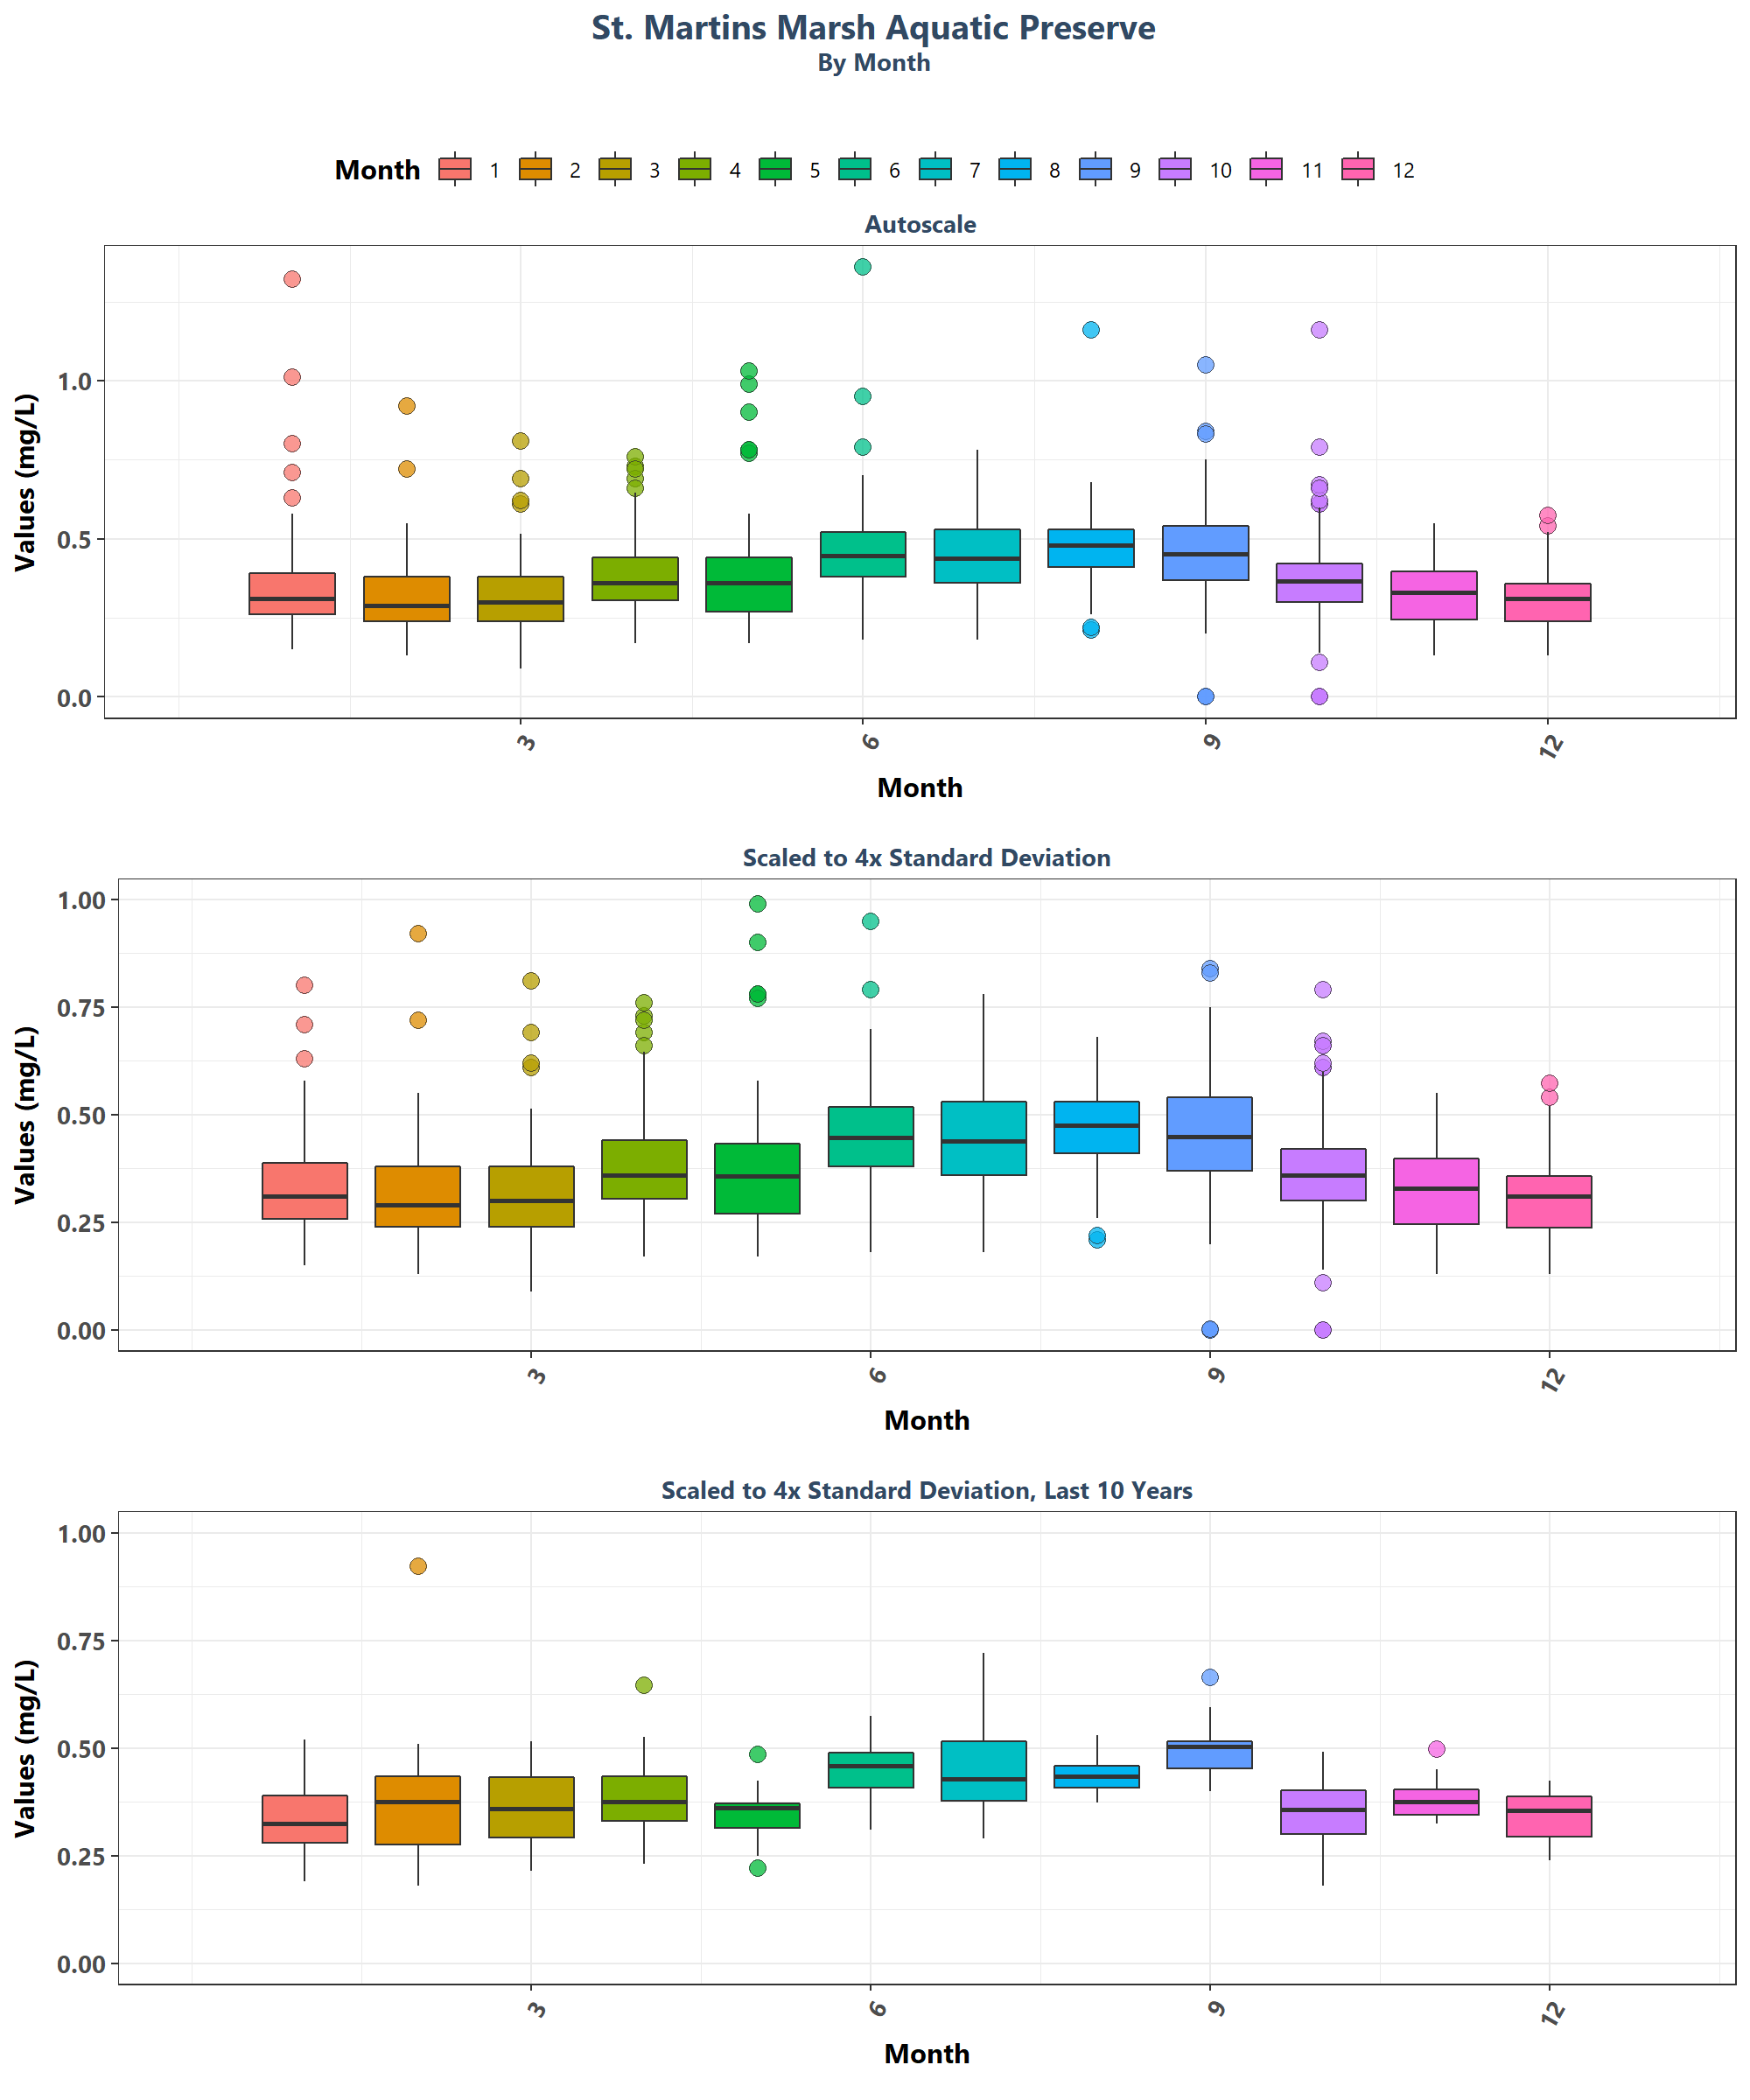 St. Martins Marsh Aquatic Preserve
By Month
Month 1 2 3 4 5 6 7 8 9 10 11 12
Autoscale
Values (mg/L)
1.0
0.5
0.0
3 6 9 12
Month
Scaled to 4x Standard Deviation
Values (mg/L)
1.00
0.75
0.50
0.25
0.00
3 6 9 12
Month
Scaled to 4x Standard Deviation, Last 10 Years
Values (mg/L)
1.00
0.75
0.50
0.25
0.00
3 6 9 12
Month